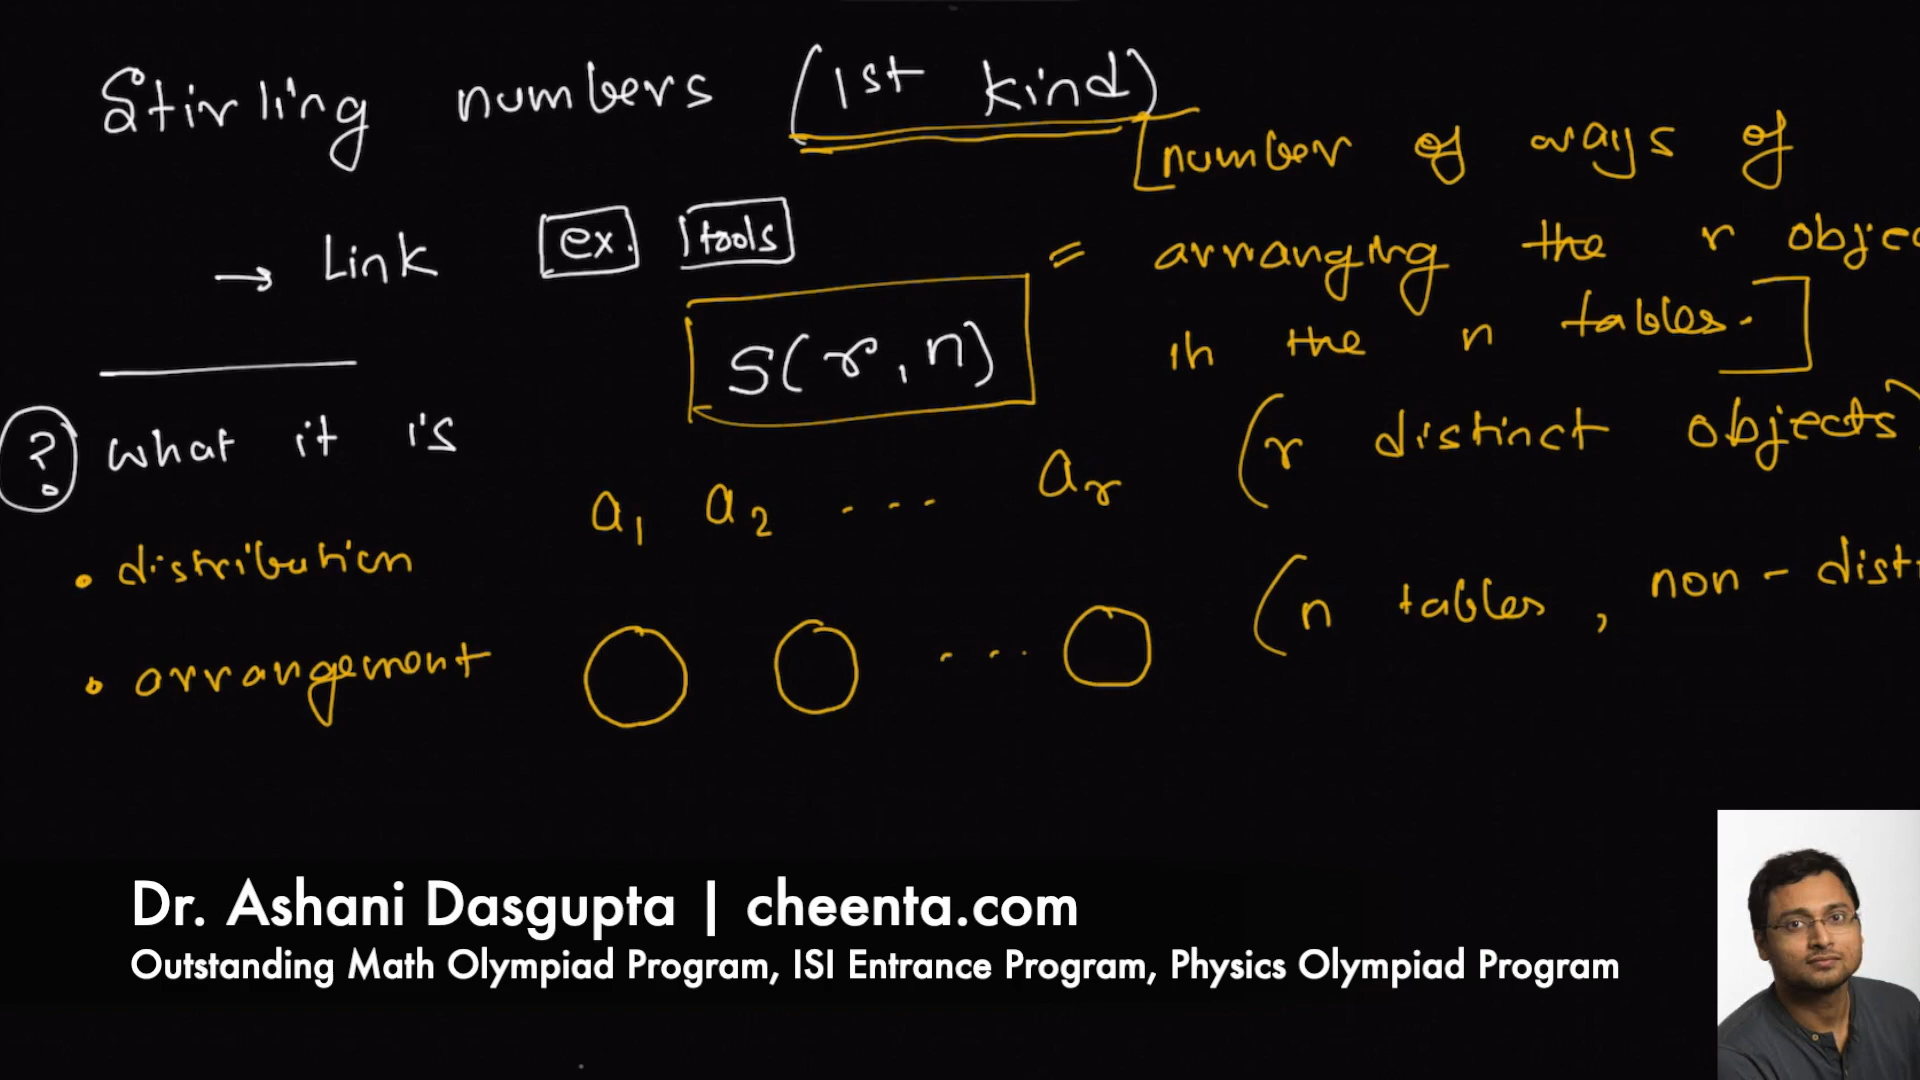 Stirling numbers (1st kind)
[number of ways of
→ Link ex. tools
= arranging the r objec
S(r, n)
in the n tables.]
? What it is
a1 a2 ... ar (r distinct objects)
• distribution
(n tables, non-dist
• arrangement
...
Dr. Ashani Dasgupta | cheenta.com
Outstanding Math Olympiad Program, ISI Entrance Program, Physics Olympiad Program